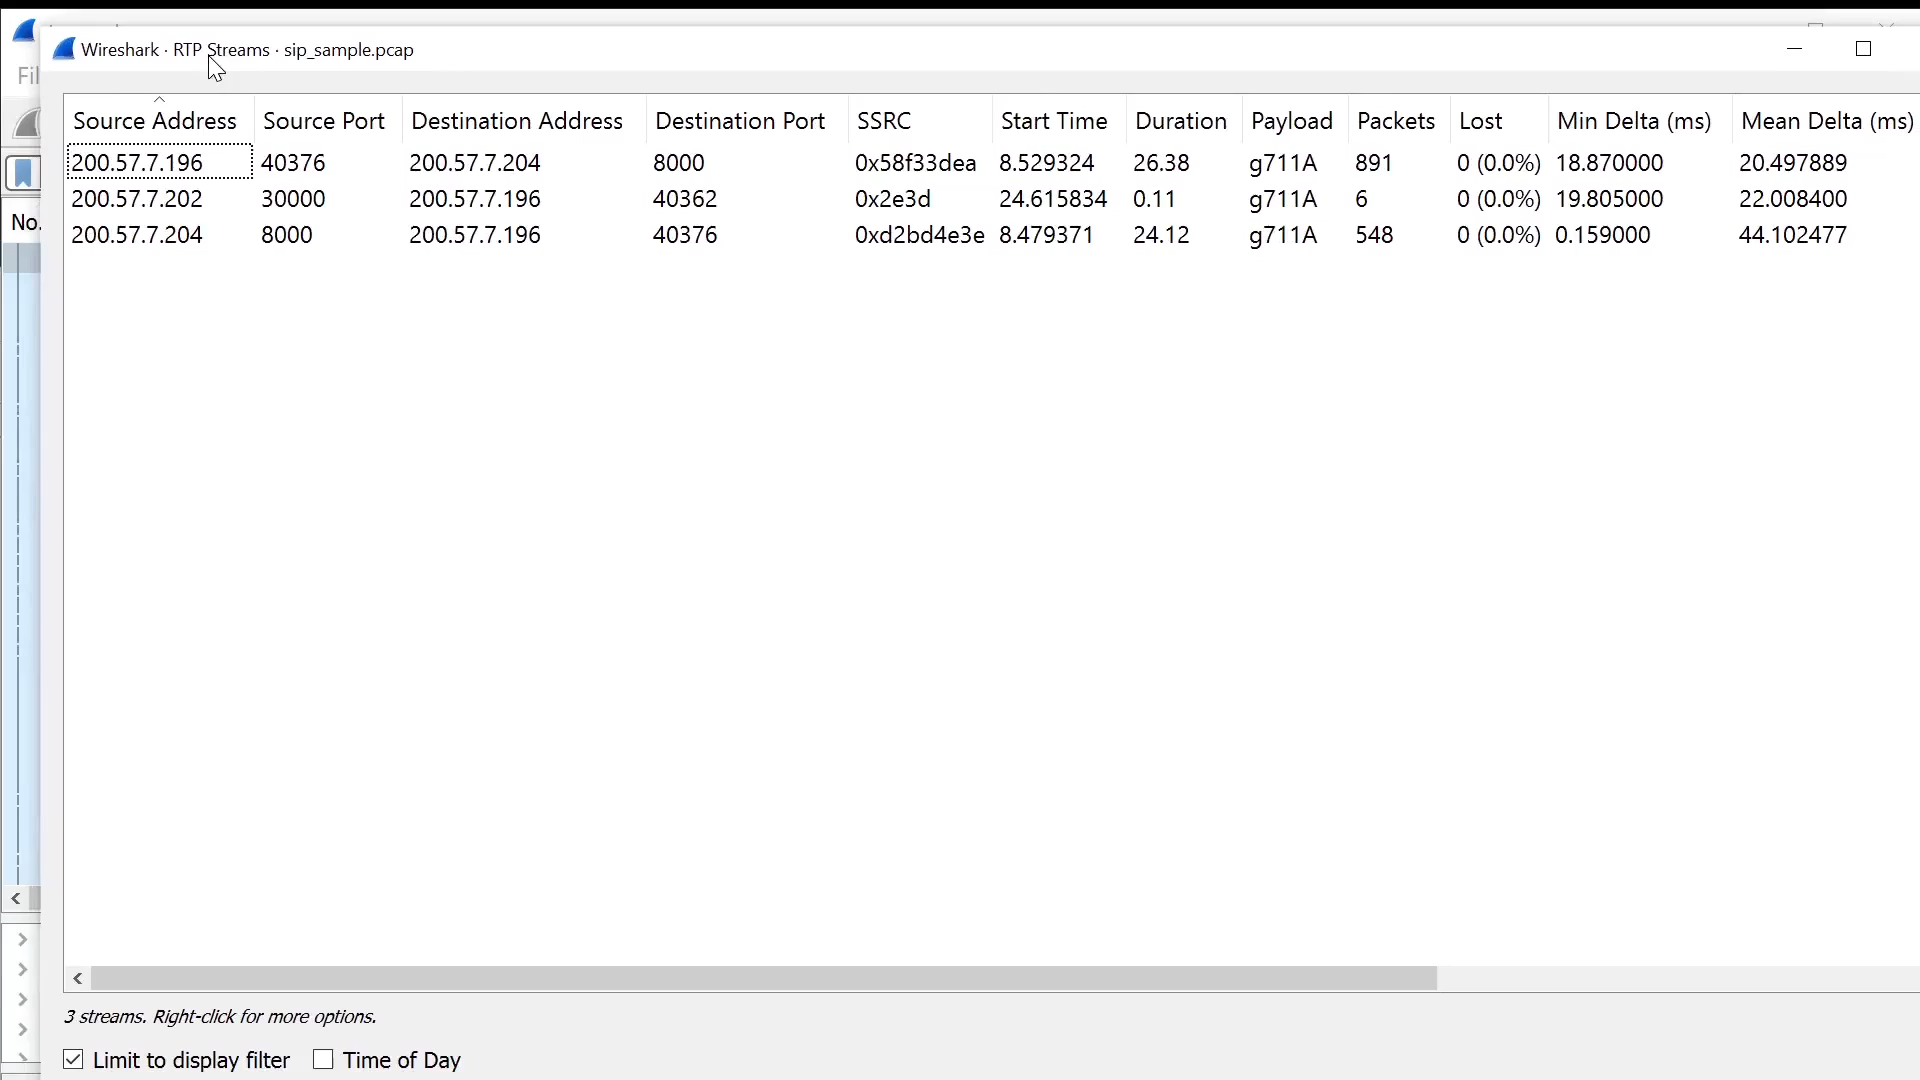 Wireshark · RTP Streams · sip_sample.pcap
Fil
No.
Source Address Source Port Destination Address Destination Port SSRC Start Time Duration Payload Packets Lost Min Delta (ms) Mean Delta (ms)
200.57.7.196 40376 200.57.7.204 8000 0x58f33dea 8.529324 26.38 g711A 891 0 (0.0%) 18.870000 20.497889
200.57.7.202 30000 200.57.7.196 40362 0x2e3d 24.615834 0.11 g711A 6 0 (0.0%) 19.805000 22.008400
200.57.7.204 8000 200.57.7.196 40376 0xd2bd4e3e 8.479371 24.12 g711A 548 0 (0.0%) 0.159000 44.102477
3 streams. Right-click for more options.
Limit to display filter Time of Day